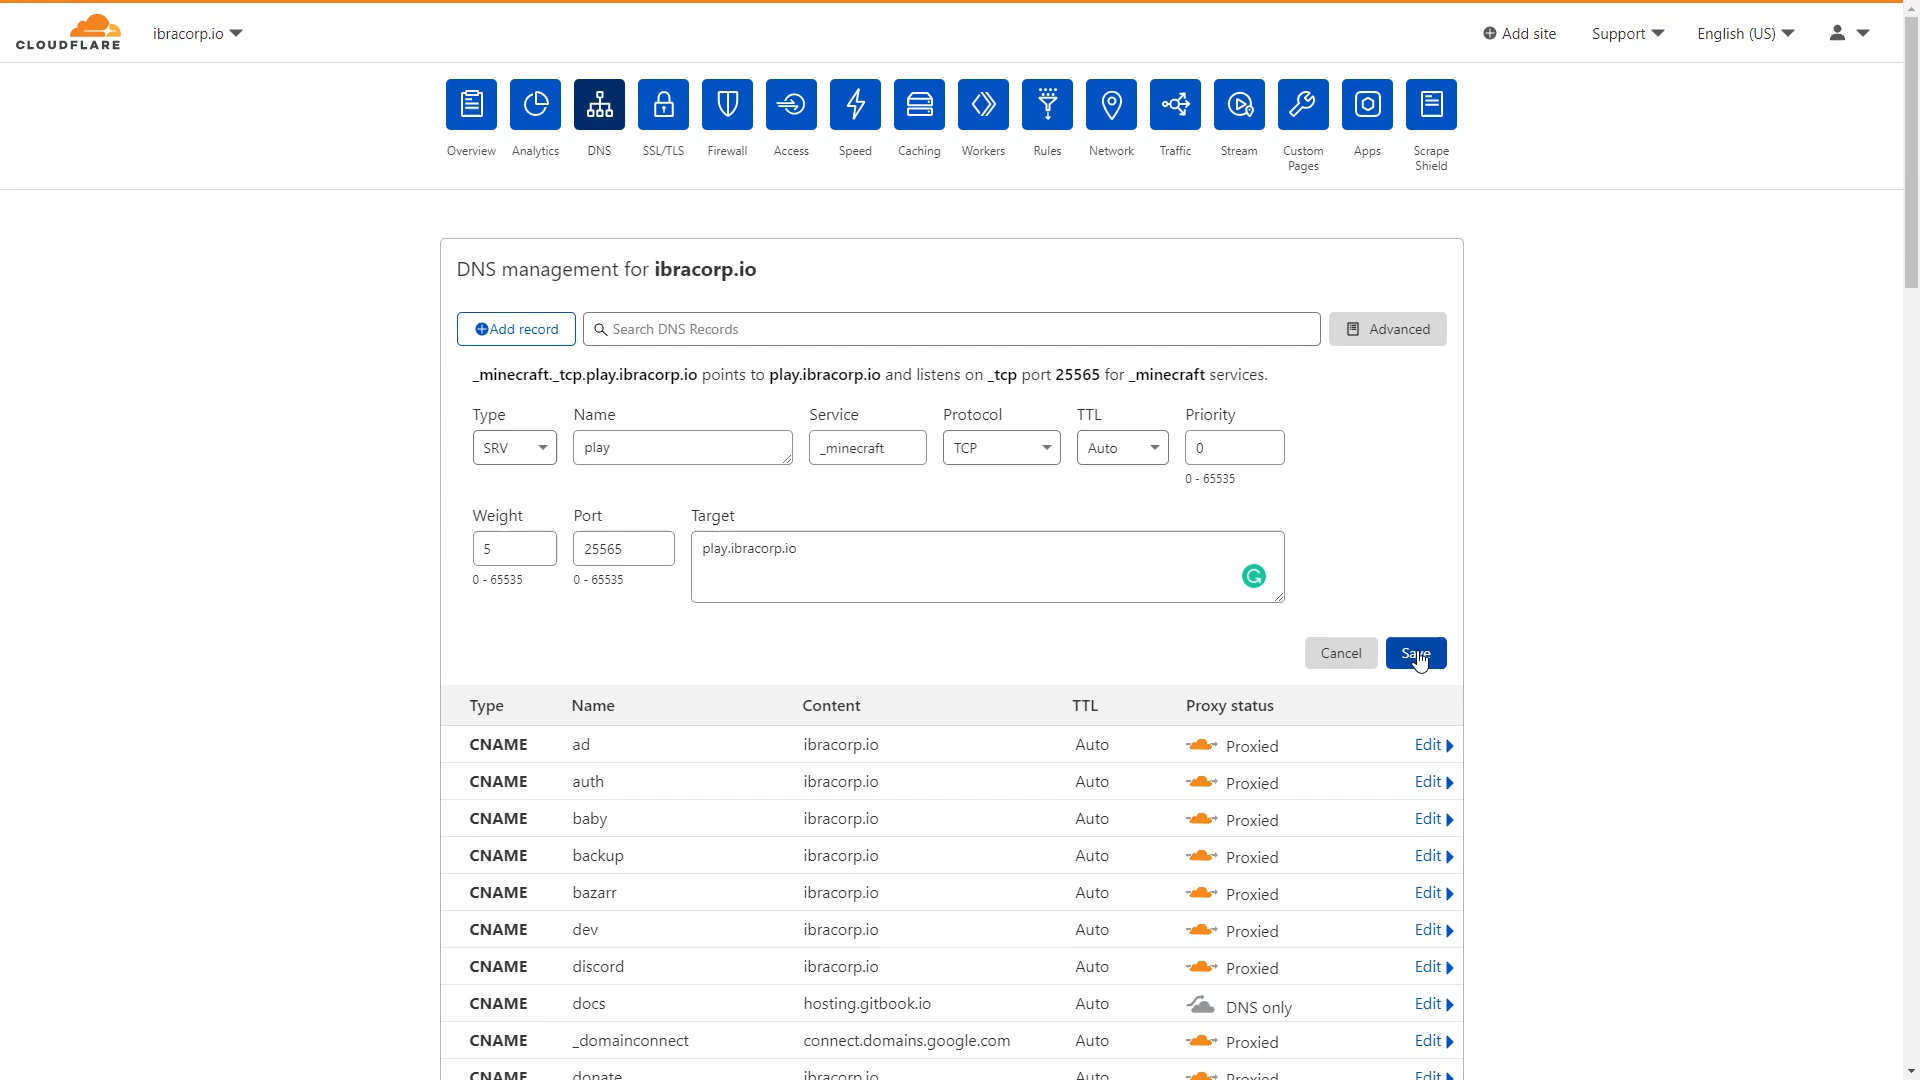 CLOUDFLARE
ibracorp.io
Add site
Support
English (US)
Overview
Analytics
DNS
SSL/TLS
Firewall
Access
Speed
Caching
Workers
Rules
Network
Traffic
Stream
Custom
Pages
Apps
Scrape
Shield
DNS management for ibracorp.io
Add record
Search DNS Records
Advanced
_minecraft._tcp.play.ibracorp.io points to play.ibracorp.io and listens on _tcp port 25565 for _minecraft services.
Type Name Service Protocol TTL Priority
SRV play _minecraft TCP Auto 0
0 - 65535
Weight Port Target
5 25565 play.ibracorp.io
0 - 65535 0 - 65535
Cancel Save
Type Name Content TTL Proxy status
CNAME ad ibracorp.io Auto Proxied Edit
CNAME auth ibracorp.io Auto Proxied Edit
CNAME baby ibracorp.io Auto Proxied Edit
CNAME backup ibracorp.io Auto Proxied Edit
CNAME bazarr ibracorp.io Auto Proxied Edit
CNAME dev ibracorp.io Auto Proxied Edit
CNAME discord ibracorp.io Auto Proxied Edit
CNAME docs hosting.gitbook.io Auto DNS only Edit
CNAME _domainconnect connect.domains.google.com Auto Proxied Edit
CNAME donate ibracorp.io Auto Proxied Edit